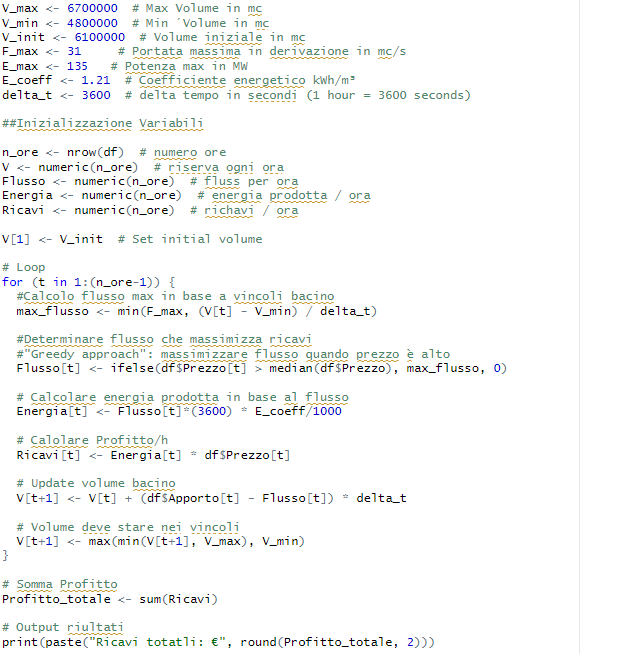 V_max <- 6700000  # Max Volume in mc
V_min <- 4800000  # Min ´Volume in mc
V_init <- 6100000  # Volume iniziale in mc
F_max <- 31     # Portata massima in derivazione in mc/s
E_max <- 135   # Potenza max in MW
E_coeff <- 1.21  # Coefficiente energetico kWh/m³
delta_t <- 3600  # delta tempo in secondi (1 hour = 3600 seconds)
##Inizializzazione Variabili
n_ore <- nrow(df)  # numero ore
V <- numeric(n_ore)  # riserva ogni ora
Flusso <- numeric(n_ore)  # fluss per ora
Energia <- numeric(n_ore)  # energia prodotta / ora
Ricavi <- numeric(n_ore)  # richavi / ora
V[1] <- V_init  # Set initial volume
# Loop
for (t in 1:(n_ore-1)) {
  #Calcolo flusso max in base a vincoli bacino
  max_flusso <- min(F_max, (V[t] - V_min) / delta_t)
  #Determinare flusso che massimizza ricavi
  #"Greedy approach": massimizzare flusso quando prezzo è alto
  Flusso[t] <- ifelse(df$Prezzo[t] > median(df$Prezzo), max_flusso, 0)
  # Calcolare energia prodotta in base al flusso
  Energia[t] <- Flusso[t]*(3600) * E_coeff/1000
  # Calolare Profitto/h
  Ricavi[t] <- Energia[t] * df$Prezzo[t]
  # Update volume bacino
  V[t+1] <- V[t] + (df$Apporto[t] - Flusso[t]) * delta_t
  # Volume deve stare nei vincoli
  V[t+1] <- max(min(V[t+1], V_max), V_min)
}
# Somma Profitto
Profitto_totale <- sum(Ricavi)
# Output riultati
print(paste("Ricavi totatli: €", round(Profitto_totale, 2)))